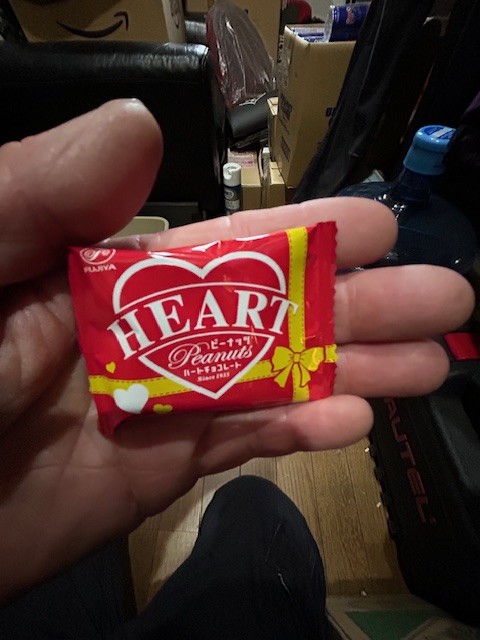 FUJIYA
HEART
ピーナッツ
Peanuts
ハートチョコレート
Since 1935
AUTEL